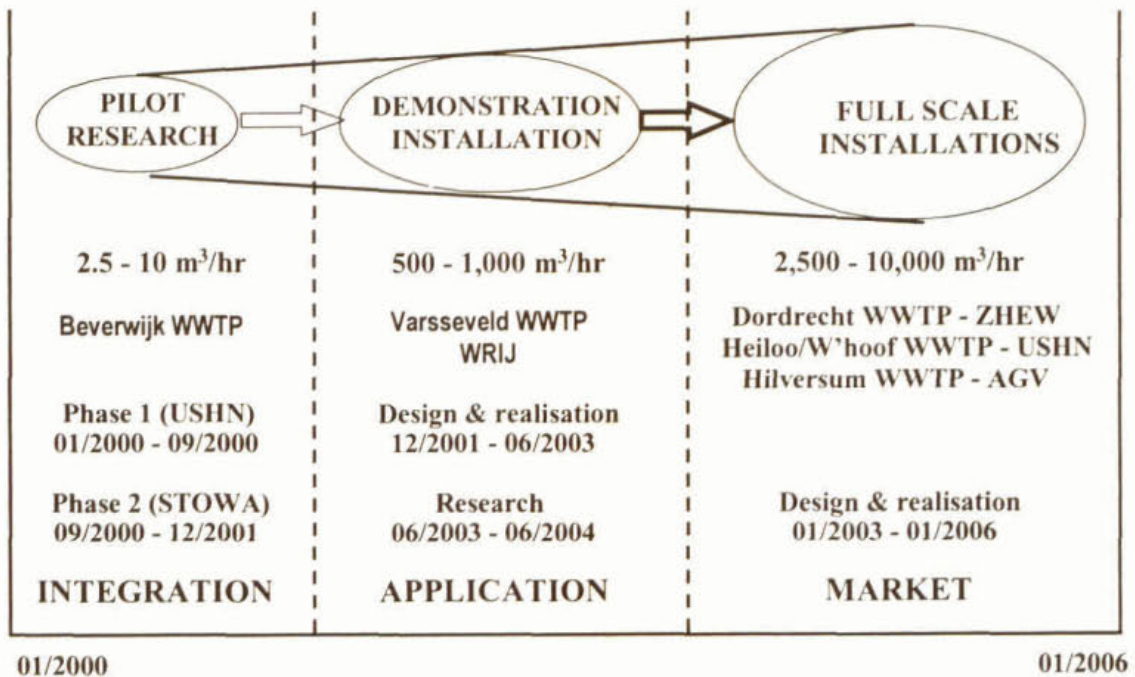 PILOT
RESEARCH
DEMONSTRATION
INSTALLATION
FULL SCALE
INSTALLATIONS
2.5 - 10 m³/hr
500 - 1,000 m³/hr
2,500 - 10,000 m³/hr
Beverwijk WWTP
Varsseveld WWTP
WRIJ
Dordrecht WWTP - ZHEW
Heiloo/W'hoof WWTP - USHN
Hilversum WWTP - AGV
Phase 1 (USHN)
01/2000 - 09/2000
Design & realisation
12/2001 - 06/2003
Phase 2 (STOWA)
09/2000 - 12/2001
Research
06/2003 - 06/2004
Design & realisation
01/2003 - 01/2006
INTEGRATION
APPLICATION
MARKET
01/2000
01/2006